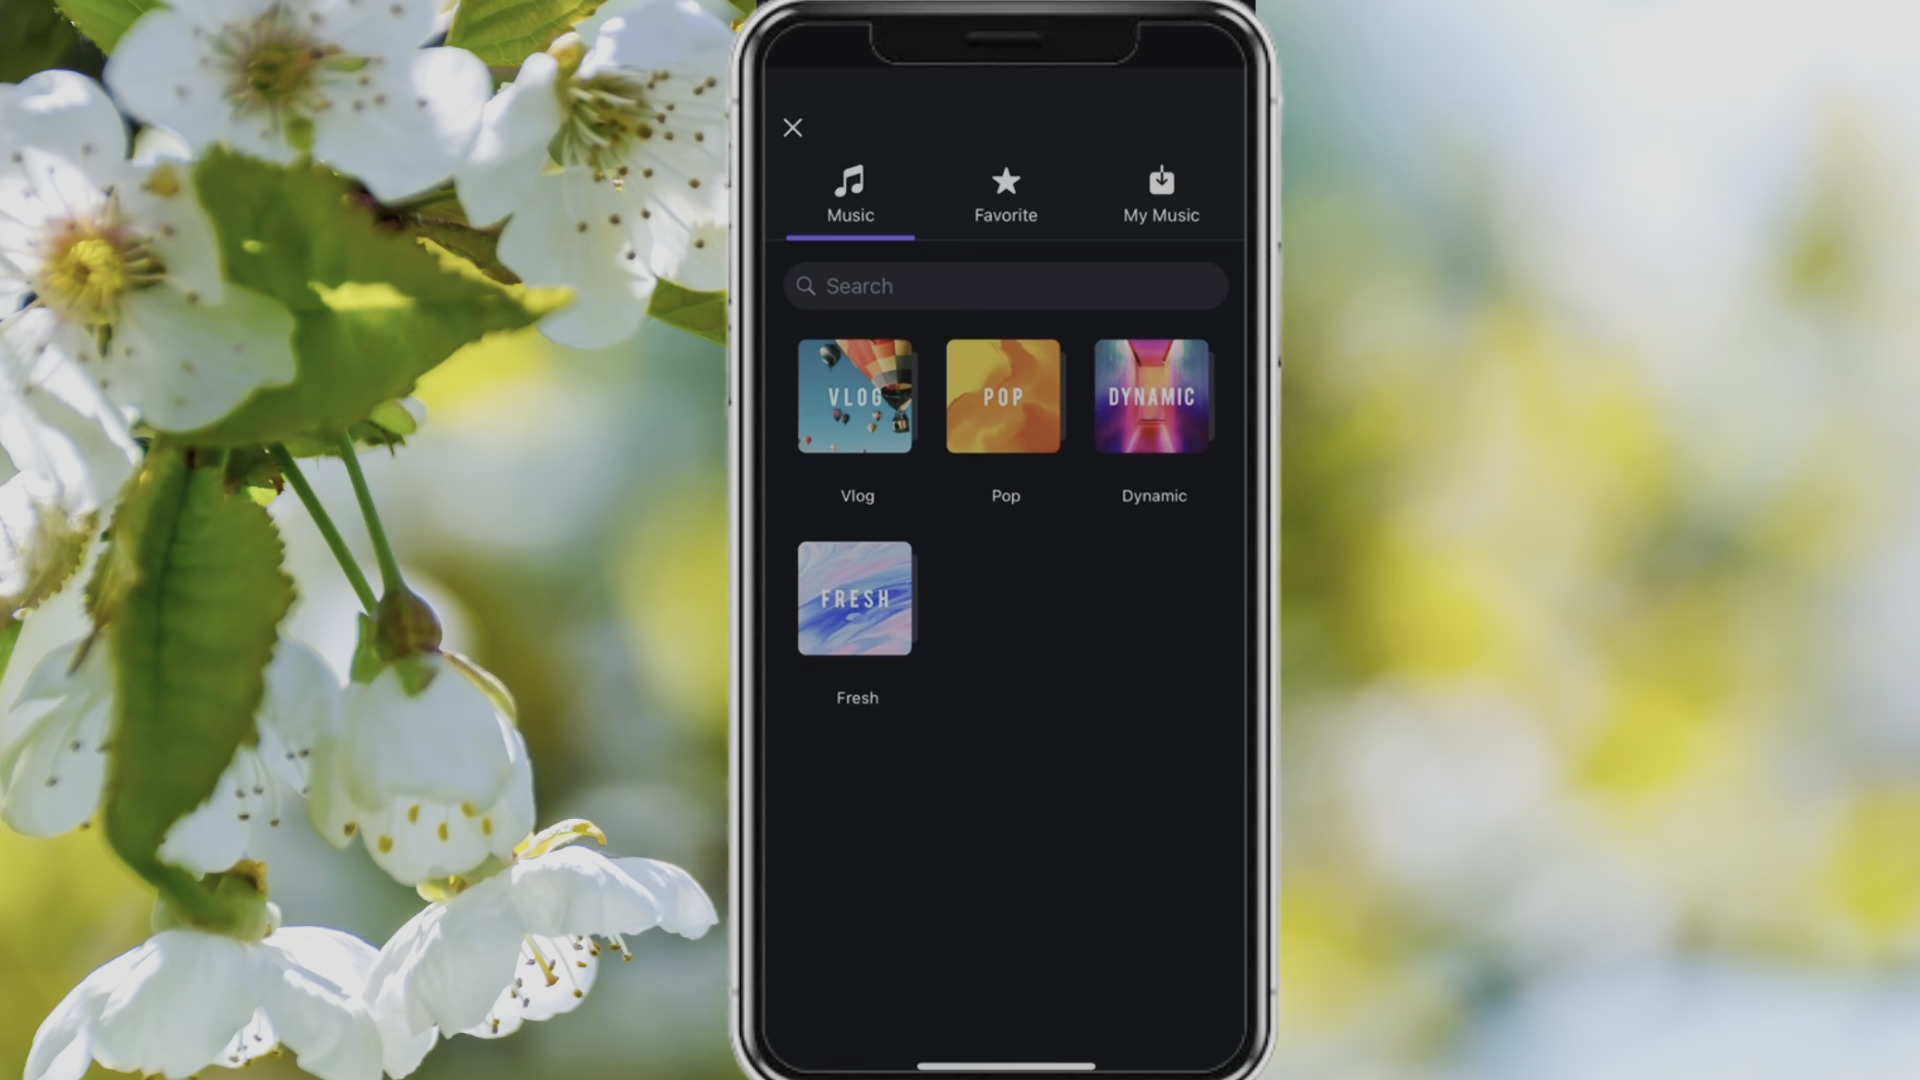 Music
Favorite
My Music
Search
VLOG
POP
DYNAMIC
Vlog
Pop
Dynamic
FRESH
Fresh